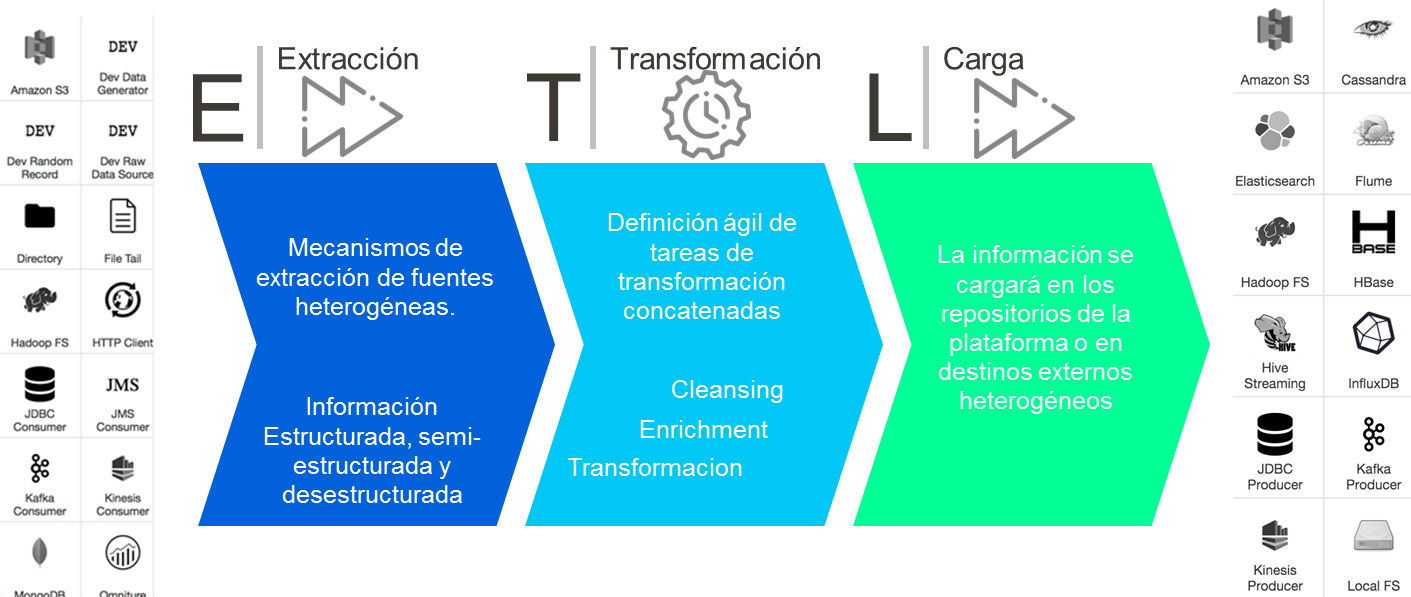 Amazon S3
DEV
Dev Data
Generator
DEV
Dev Random
Record
DEV
Dev Raw
Data Source
Directory
File Tail
Hadoop FS
HTTP Client
JDBC
Consumer
JMS
JMS
Consumer
Kafka
Consumer
Kinesis
Consumer
MongoDB
Omniture
E
Extracción
Mecanismos de
extracción de fuentes
heterogéneas.
Información
Estructurada, semi-
estructurada y
desestructurada
T
Transformación
Definición ágil de
tareas de
transformación
concatenadas
Cleansing
Enrichment
Transformacion
L
Carga
La información se
cargará en los
repositorios de la
plataforma o en
destinos externos
heterogéneos
Amazon S3
Cassandra
Elasticsearch
Flume
Hadoop FS
H
BASE
HBase
HIVE
Hive
Streaming
InfluxDB
JDBC
Producer
Kafka
Producer
Kinesis
Producer
Local FS